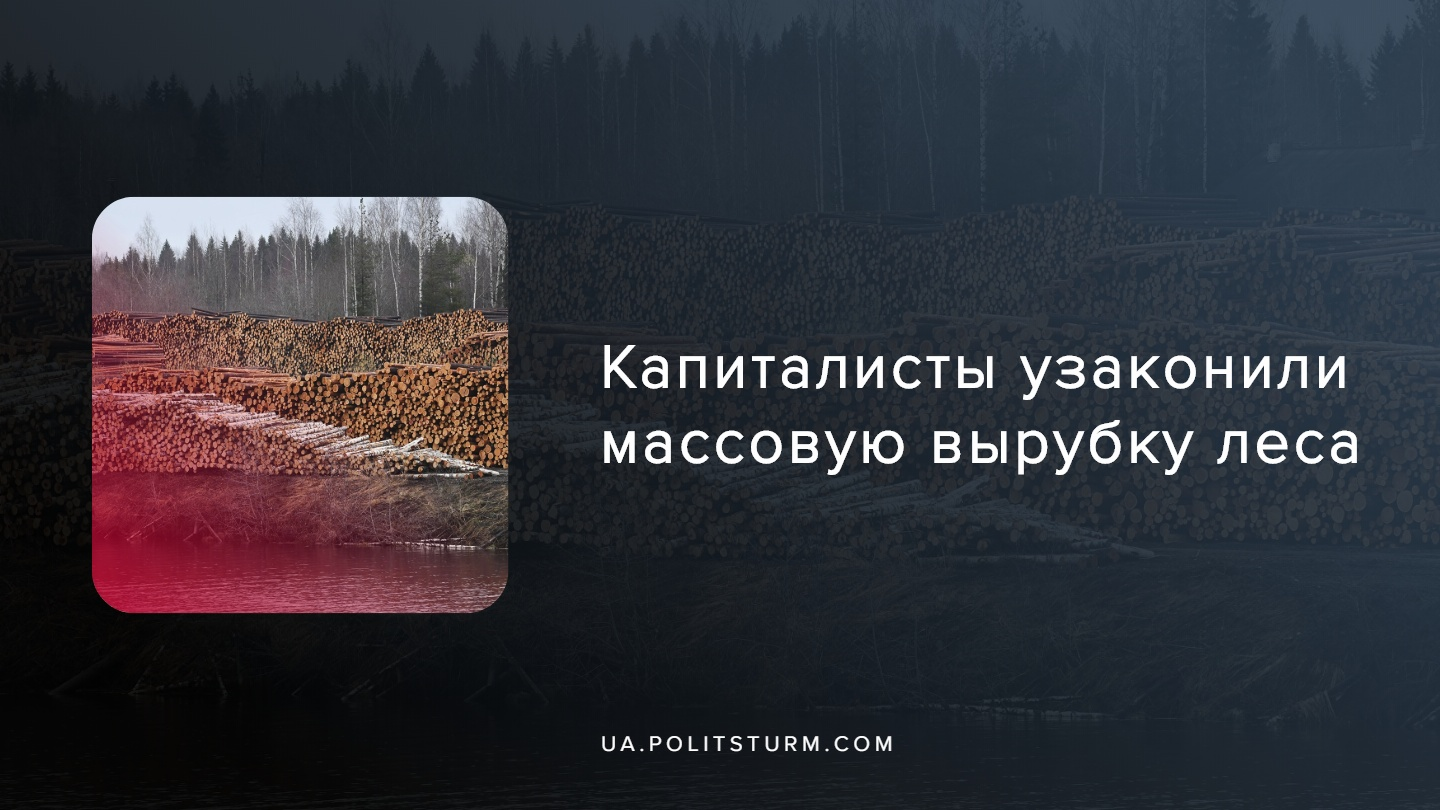 Капиталисты узаконили
массовую вырубку леса
UA.POLITSTURM.COM